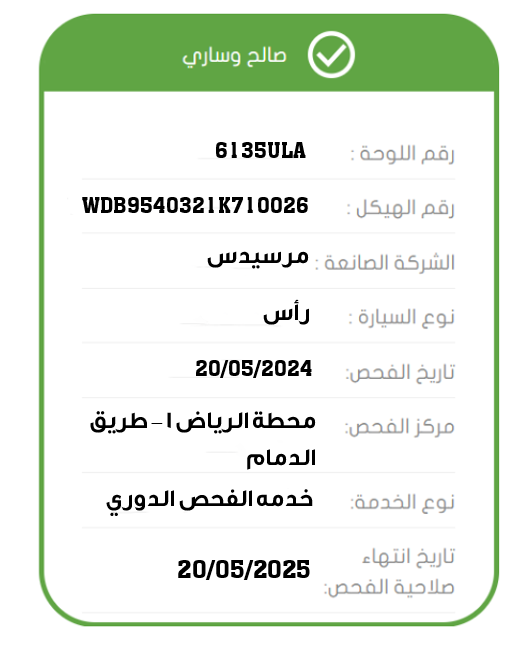 صالح وساري
رقم اللوحة : 6135ULA
رقم الهيكل : WDB9540321K710026
الشركة الصانعة : مرسيدس
نوع السيارة : رأس
تاريخ الفحص: 20/05/2024
مركز الفحص: محطة الرياض ١ – طريق
الدمام
نوع الخدمة: خدمه الفحص الدوري
تاريخ انتهاء
صلاحية الفحص: 20/05/2025